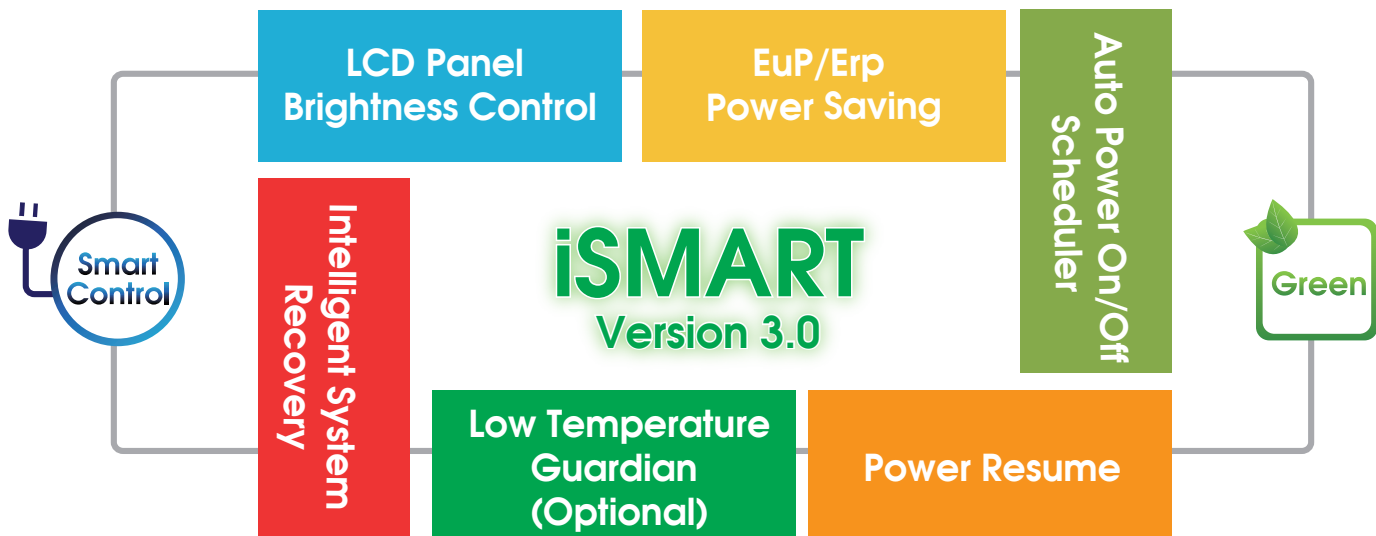 LCD Panel
Brightness Control
EuP/Erp
Power Saving
Auto Power On/Off
Scheduler
Smart
Control
Intelligent System
Recovery
iSMART
Version 3.0
Green
Low Temperature
Guardian
(Optional)
Power Resume